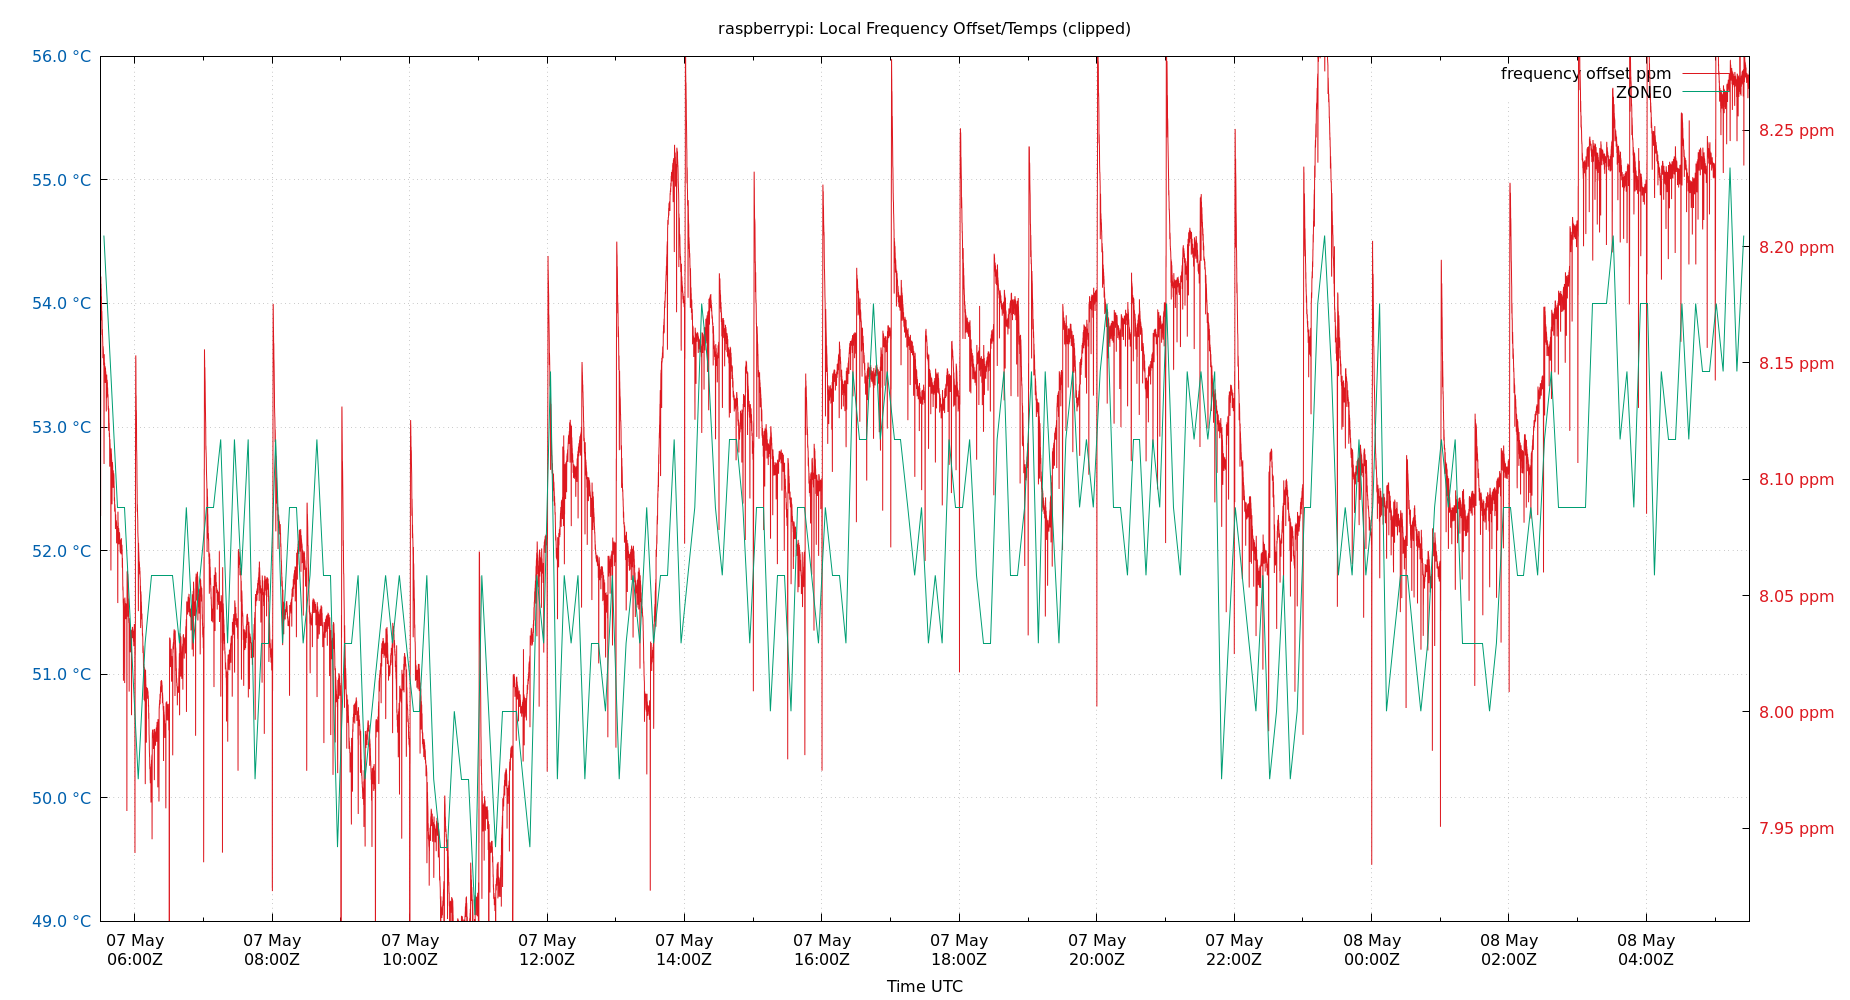 raspberrypi: Local Frequency Offset/Temps (clipped)
56.0 °C
55.0 °C
54.0 °C
53.0 °C
52.0 °C
51.0 °C
50.0 °C
49.0 °C
frequency offset ppm
ZONE0
8.25 ppm
8.20 ppm
8.15 ppm
8.10 ppm
8.05 ppm
8.00 ppm
7.95 ppm
07 May 07 May 07 May 07 May 07 May 07 May 07 May 07 May 07 May 08 May 08 May 08 May
06:00Z 08:00Z 10:00Z 12:00Z 14:00Z 16:00Z 18:00Z 20:00Z 22:00Z 00:00Z 02:00Z 04:00Z
Time UTC